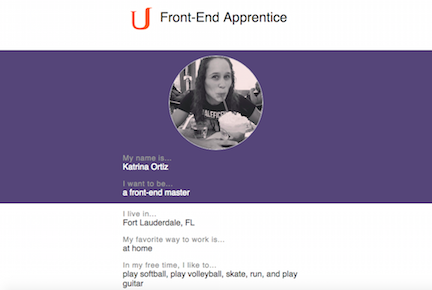 Front-End Apprentice
My name is...
Katrina Ortiz
I want to be...
a front-end master
I live in...
Fort Lauderdale, FL
My favorite way to work is...
at home
In my free time, I like to...
play softball, play volleyball, skate, run, and play
guitar